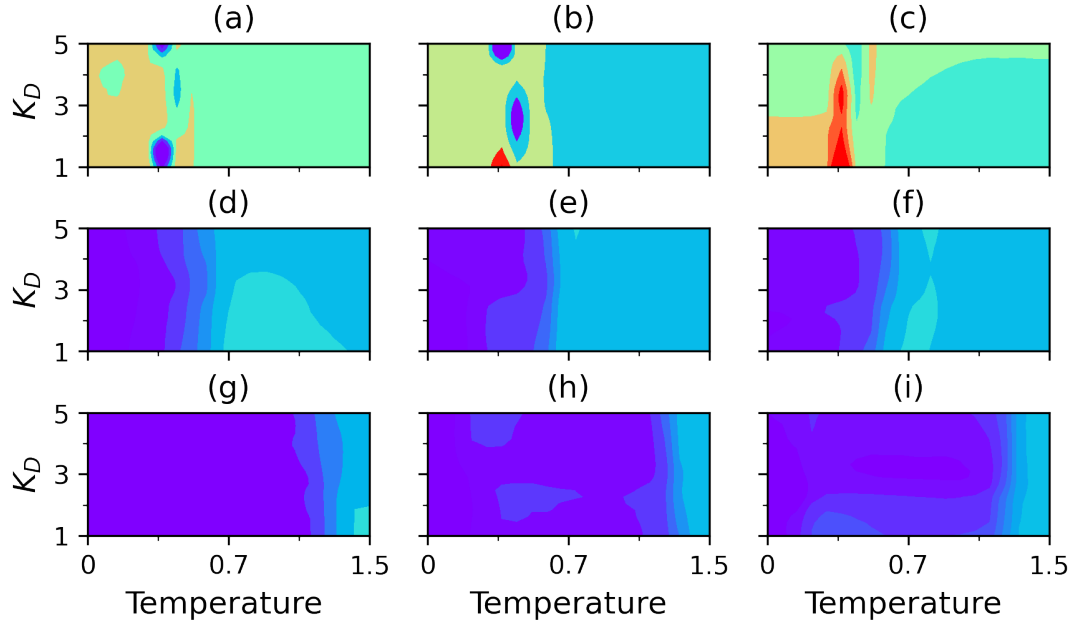 (a) (b) (c)
5
3
1
K_D
(d) (e) (f)
5
3
1
K_D
(g) (h) (i)
5
3
1
K_D
0 0.7 1.5 0 0.7 1.5 0 0.7 1.5
Temperature Temperature Temperature